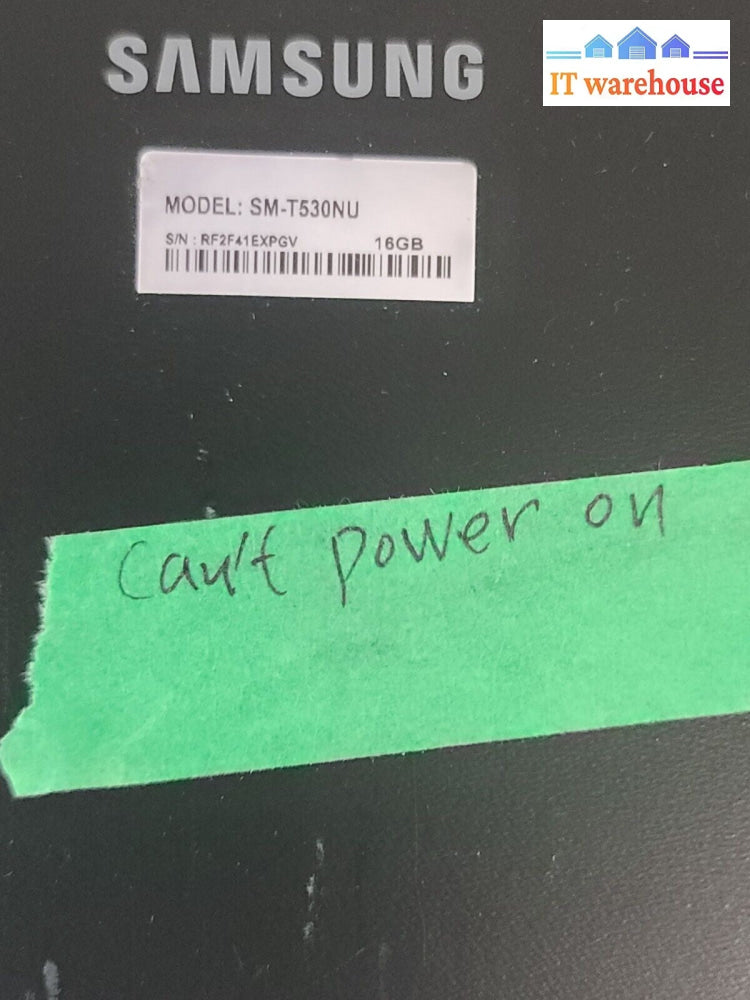 SAMSUNG
IT warehouse
MODEL: SM-T530NU
S/N : RF2F41EXPGV 16GB
Can't power on